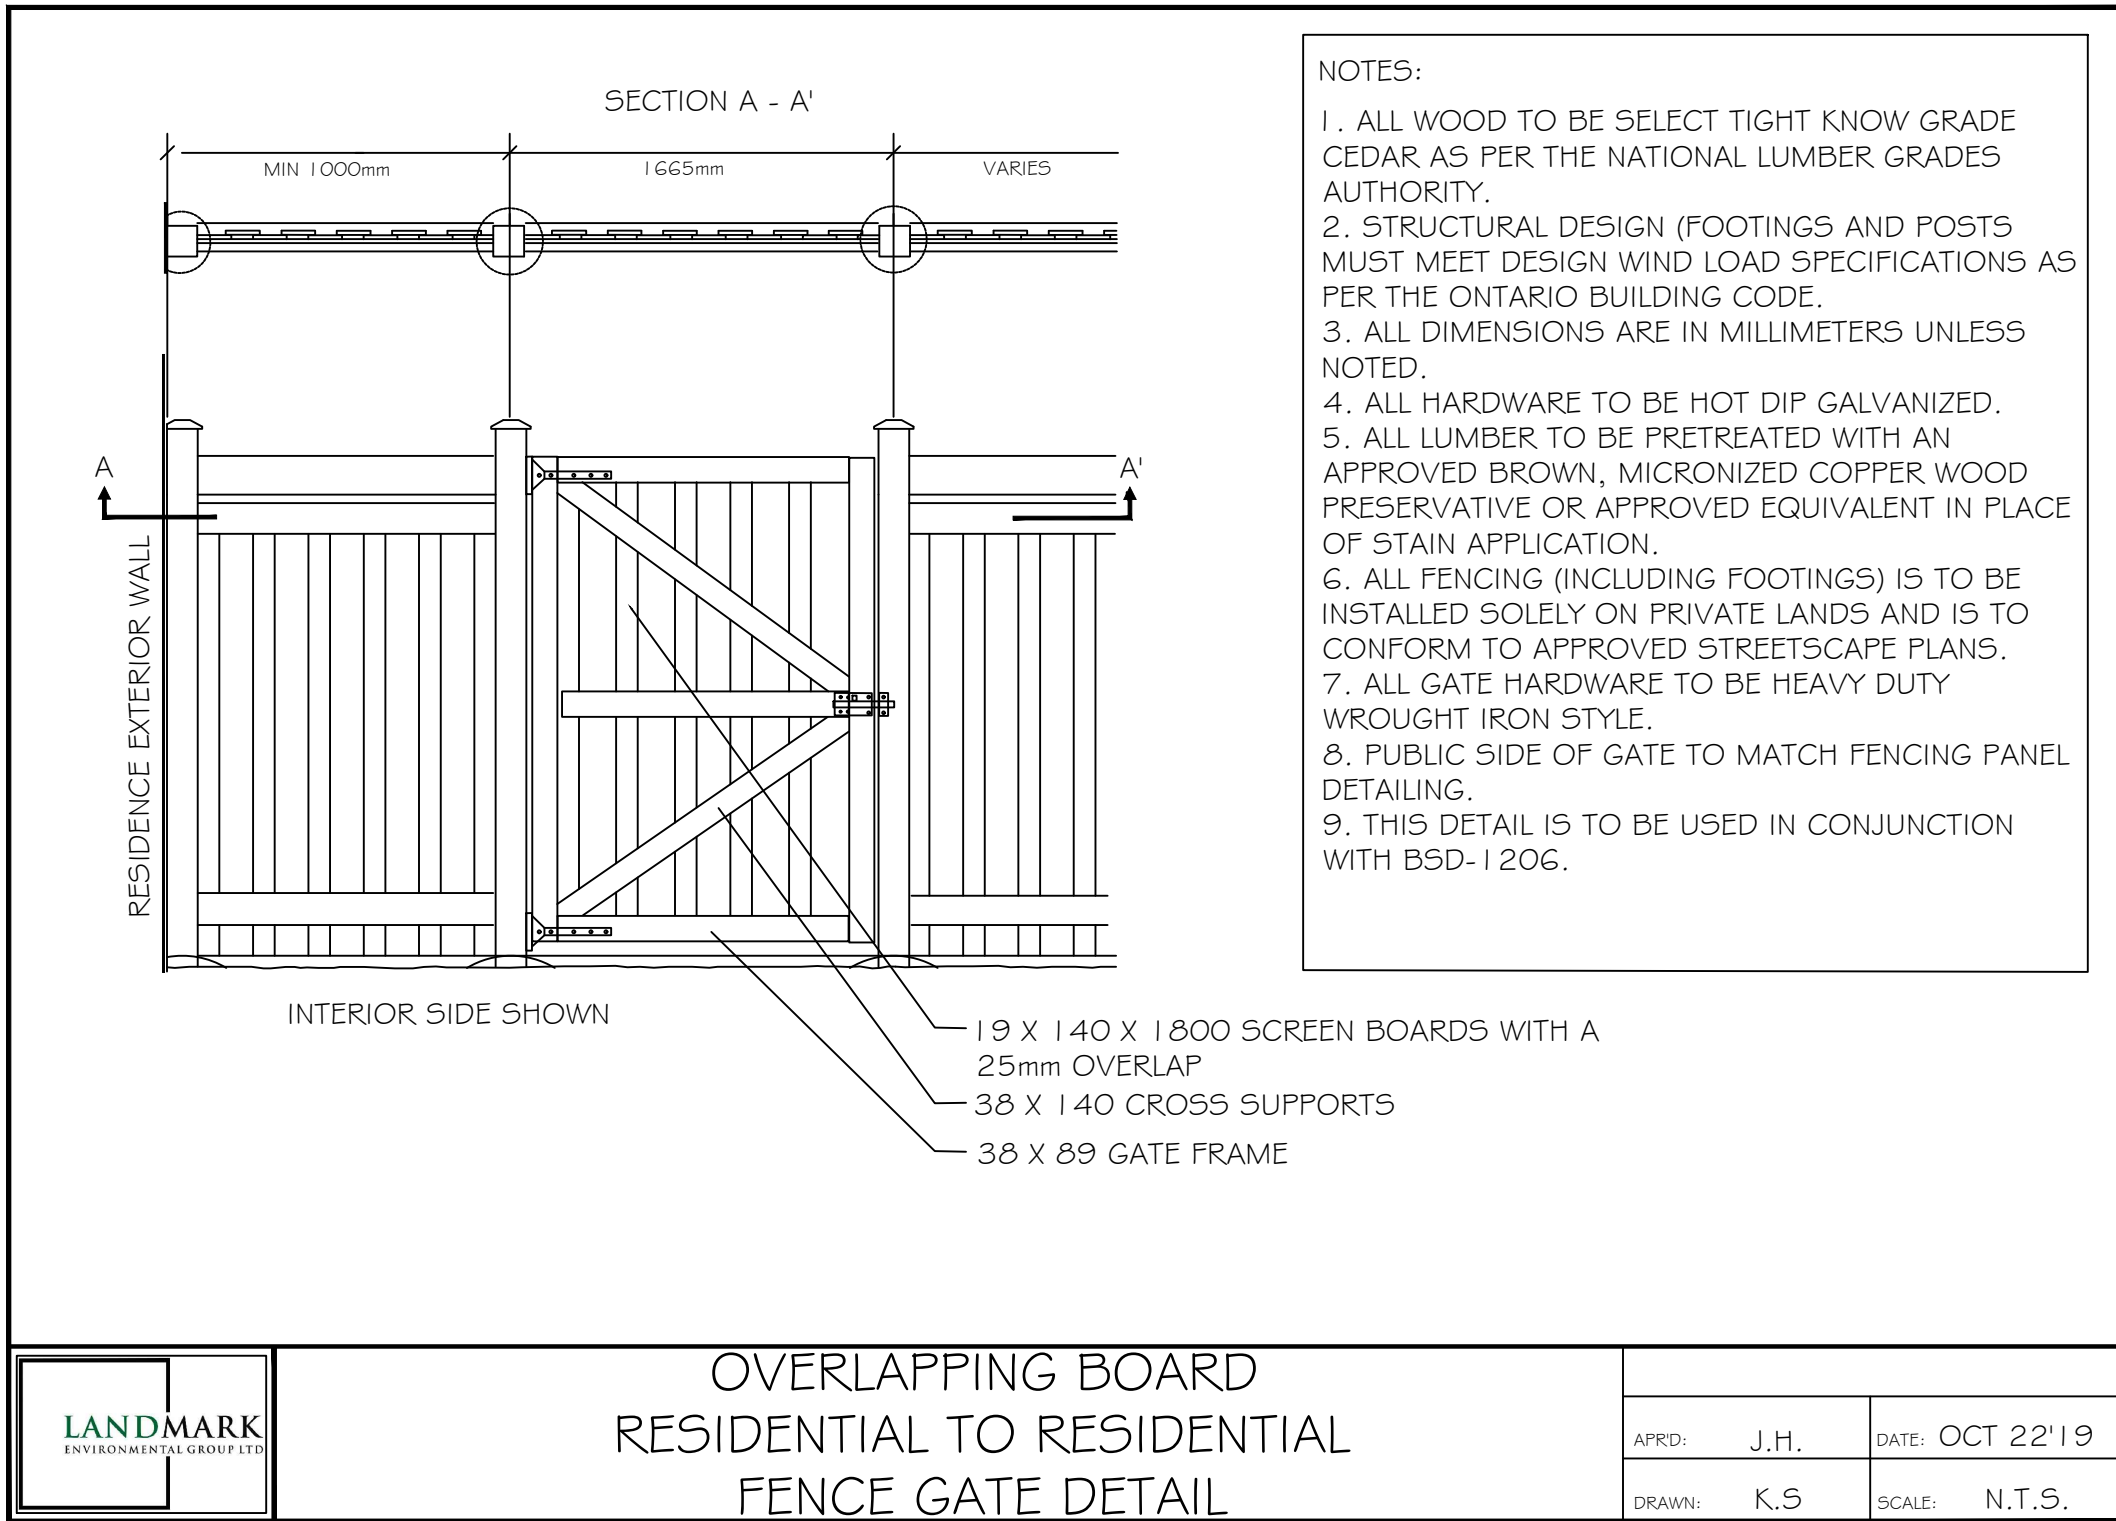 SECTION A - A'
MIN 1000mm
1665mm
VARIES
A
A'
RESIDENCE EXTERIOR WALL
INTERIOR SIDE SHOWN
19 X 140 X 1800 SCREEN BOARDS WITH A
25mm OVERLAP
38 X 140 CROSS SUPPORTS
38 X 89 GATE FRAME
NOTES:
1. ALL WOOD TO BE SELECT TIGHT KNOW GRADE
CEDAR AS PER THE NATIONAL LUMBER GRADES
AUTHORITY.
2. STRUCTURAL DESIGN (FOOTINGS AND POSTS
MUST MEET DESIGN WIND LOAD SPECIFICATIONS AS
PER THE ONTARIO BUILDING CODE.
3. ALL DIMENSIONS ARE IN MILLIMETERS UNLESS
NOTED.
4. ALL HARDWARE TO BE HOT DIP GALVANIZED.
5. ALL LUMBER TO BE PRETREATED WITH AN
APPROVED BROWN, MICRONIZED COPPER WOOD
PRESERVATIVE OR APPROVED EQUIVALENT IN PLACE
OF STAIN APPLICATION.
6. ALL FENCING (INCLUDING FOOTINGS) IS TO BE
INSTALLED SOLELY ON PRIVATE LANDS AND IS TO
CONFORM TO APPROVED STREETSCAPE PLANS.
7. ALL GATE HARDWARE TO BE HEAVY DUTY
WROUGHT IRON STYLE.
8. PUBLIC SIDE OF GATE TO MATCH FENCING PANEL
DETAILING.
9. THIS DETAIL IS TO BE USED IN CONJUNCTION
WITH BSD-1206.
LANDMARK
ENVIRONMENTAL GROUP LTD
OVERLAPPING BOARD
RESIDENTIAL TO RESIDENTIAL
FENCE GATE DETAIL
APR'D: J.H.
DATE: OCT 22'19
DRAWN: K.S
SCALE: N.T.S.